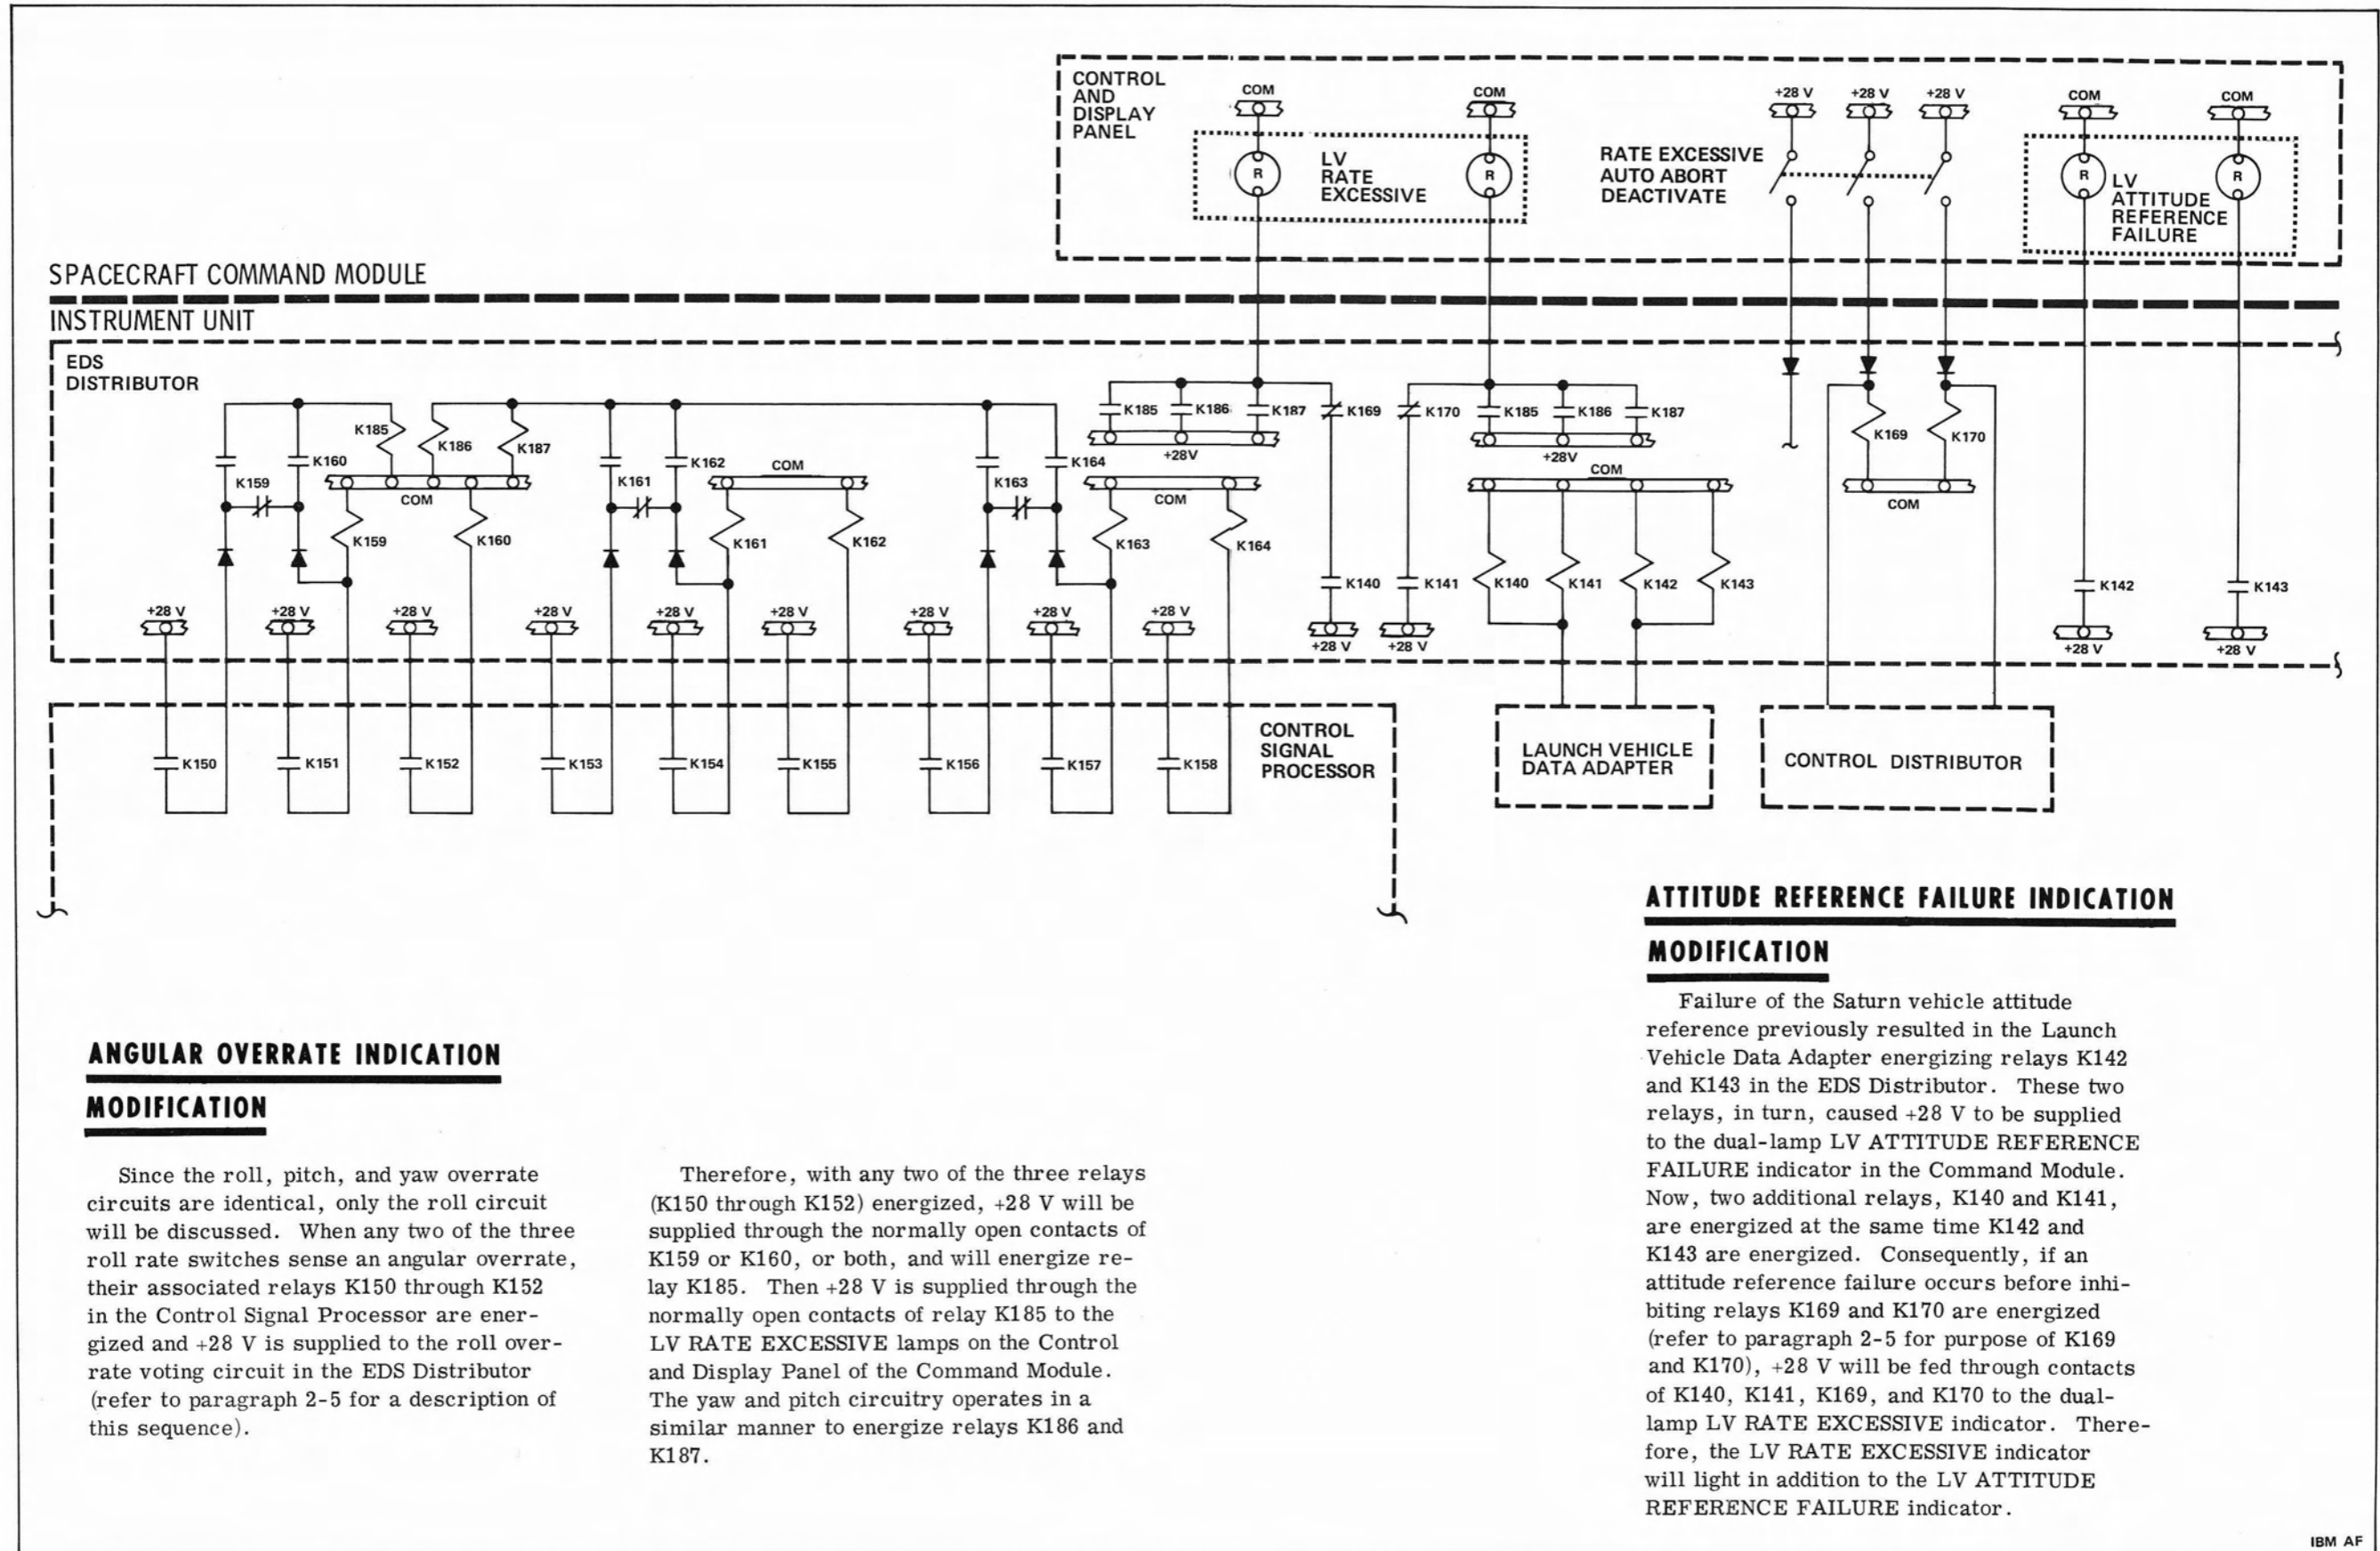 CONTROL
AND
DISPLAY
PANEL
COM
COM
+28 V
+28 V
+28 V
COM
COM
R
LV
RATE
EXCESSIVE
R
RATE EXCESSIVE
AUTO ABORT
DEACTIVATE
R
LV
ATTITUDE
REFERENCE
FAILURE
R
SPACECRAFT COMMAND MODULE
INSTRUMENT UNIT
EDS
DISTRIBUTOR
K159
K160
K185
K186
K187
COM
K159
K160
K161
K162
COM
K161
K162
K163
K164
COM
K163
K164
K185
K186
K187
K169
+28V
K170
K185
K186
K187
+28V
COM
K169
K170
COM
K140
K141
K140
K141
K142
K143
K142
K143
+28 V
+28 V
+28 V
+28 V
+28 V
+28 V
+28 V
+28 V
+28 V
+28 V
+28 V
+28 V
+28 V
K150
K151
K152
K153
K154
K155
K156
K157
K158
CONTROL
SIGNAL
PROCESSOR
LAUNCH VEHICLE
DATA ADAPTER
CONTROL DISTRIBUTOR
ANGULAR OVERRATE INDICATION
MODIFICATION
Since the roll, pitch, and yaw overrate
circuits are identical, only the roll circuit
will be discussed. When any two of the three
roll rate switches sense an angular overrate,
their associated relays K150 through K152
in the Control Signal Processor are ener-
gized and +28 V is supplied to the roll over-
rate voting circuit in the EDS Distributor
(refer to paragraph 2-5 for a description of
this sequence).
Therefore, with any two of the three relays
(K150 through K152) energized, +28 V will be
supplied through the normally open contacts of
K159 or K160, or both, and will energize re-
lay K185. Then +28 V is supplied through the
normally open contacts of relay K185 to the
LV RATE EXCESSIVE lamps on the Control
and Display Panel of the Command Module.
The yaw and pitch circuitry operates in a
similar manner to energize relays K186 and
K187.
ATTITUDE REFERENCE FAILURE INDICATION
MODIFICATION
Failure of the Saturn vehicle attitude
reference previously resulted in the Launch
Vehicle Data Adapter energizing relays K142
and K143 in the EDS Distributor. These two
relays, in turn, caused +28 V to be supplied
to the dual-lamp LV ATTITUDE REFERENCE
FAILURE indicator in the Command Module.
Now, two additional relays, K140 and K141,
are energized at the same time K142 and
K143 are energized. Consequently, if an
attitude reference failure occurs before inhi-
biting relays K169 and K170 are energized
(refer to paragraph 2-5 for purpose of K169
and K170), +28 V will be fed through contacts
of K140, K141, K169, and K170 to the dual-
lamp LV RATE EXCESSIVE indicator. There-
fore, the LV RATE EXCESSIVE indicator
will light in addition to the LV ATTITUDE
REFERENCE FAILURE indicator.
IBM AF